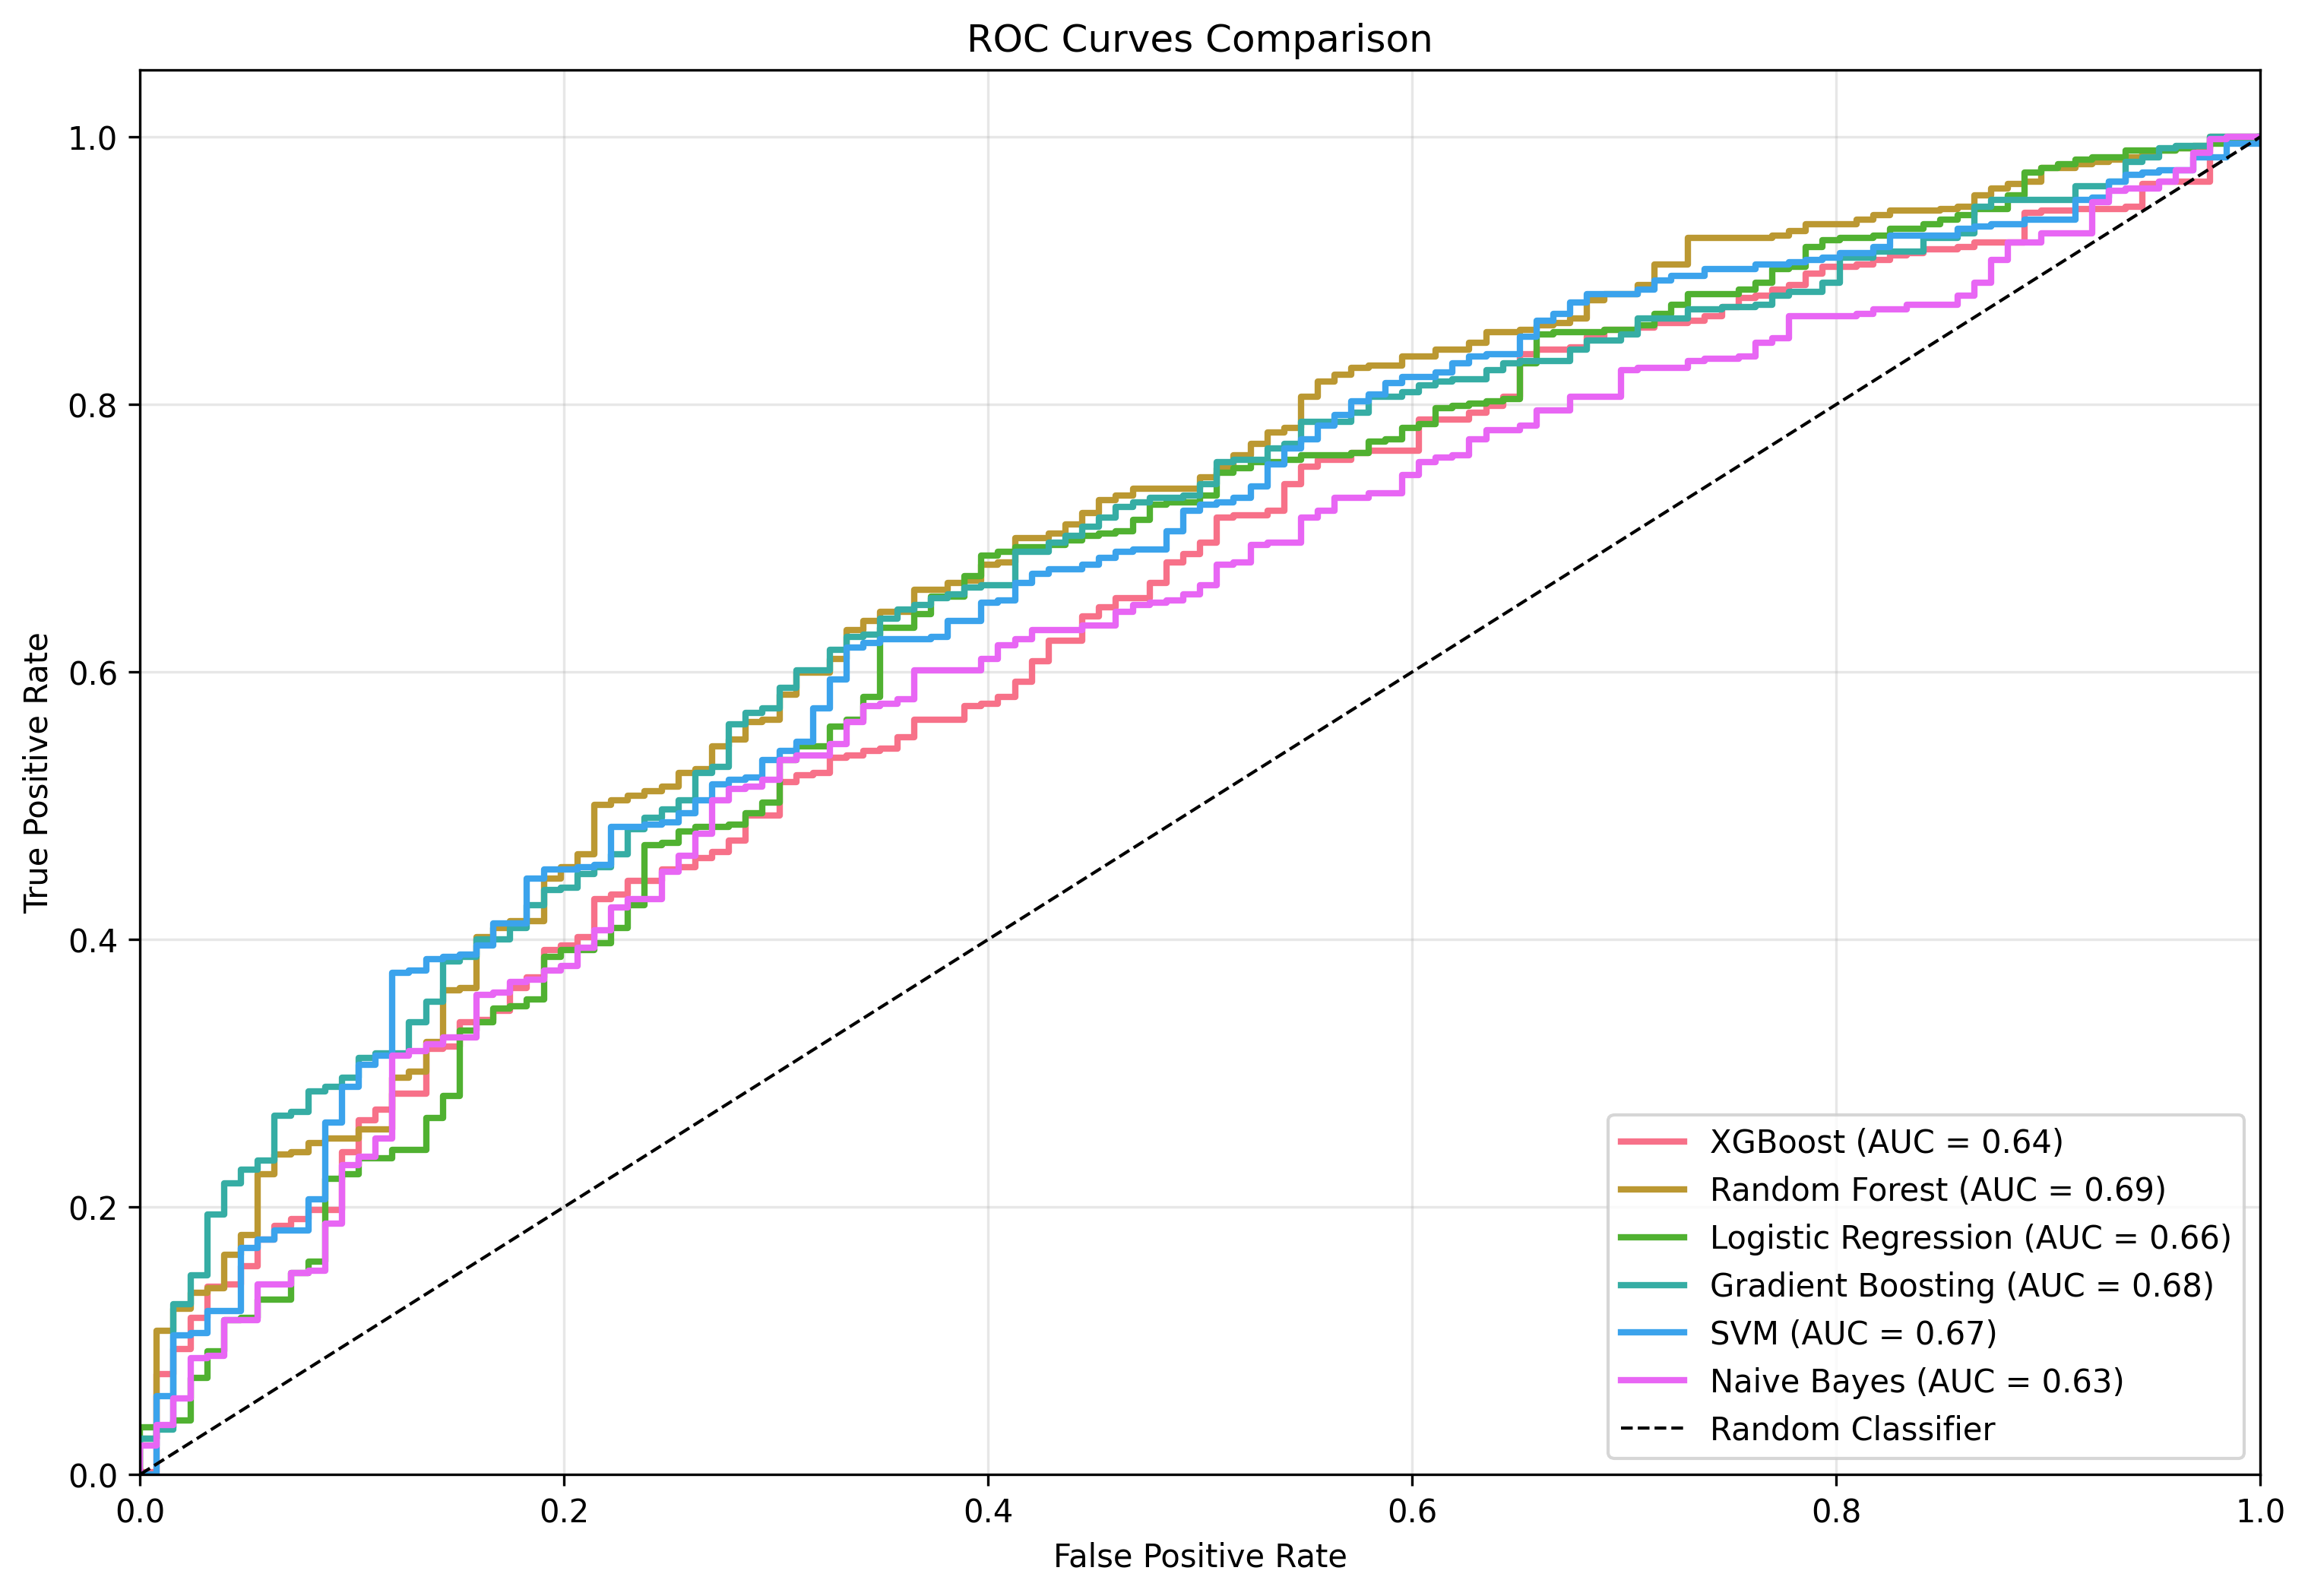 ROC Curves Comparison
True Positive Rate
1.0
0.8
0.6
0.4
0.2
0.0
0.0 0.2 0.4 0.6 0.8 1.0
False Positive Rate
XGBoost (AUC = 0.64)
Random Forest (AUC = 0.69)
Logistic Regression (AUC = 0.66)
Gradient Boosting (AUC = 0.68)
SVM (AUC = 0.67)
Naive Bayes (AUC = 0.63)
Random Classifier